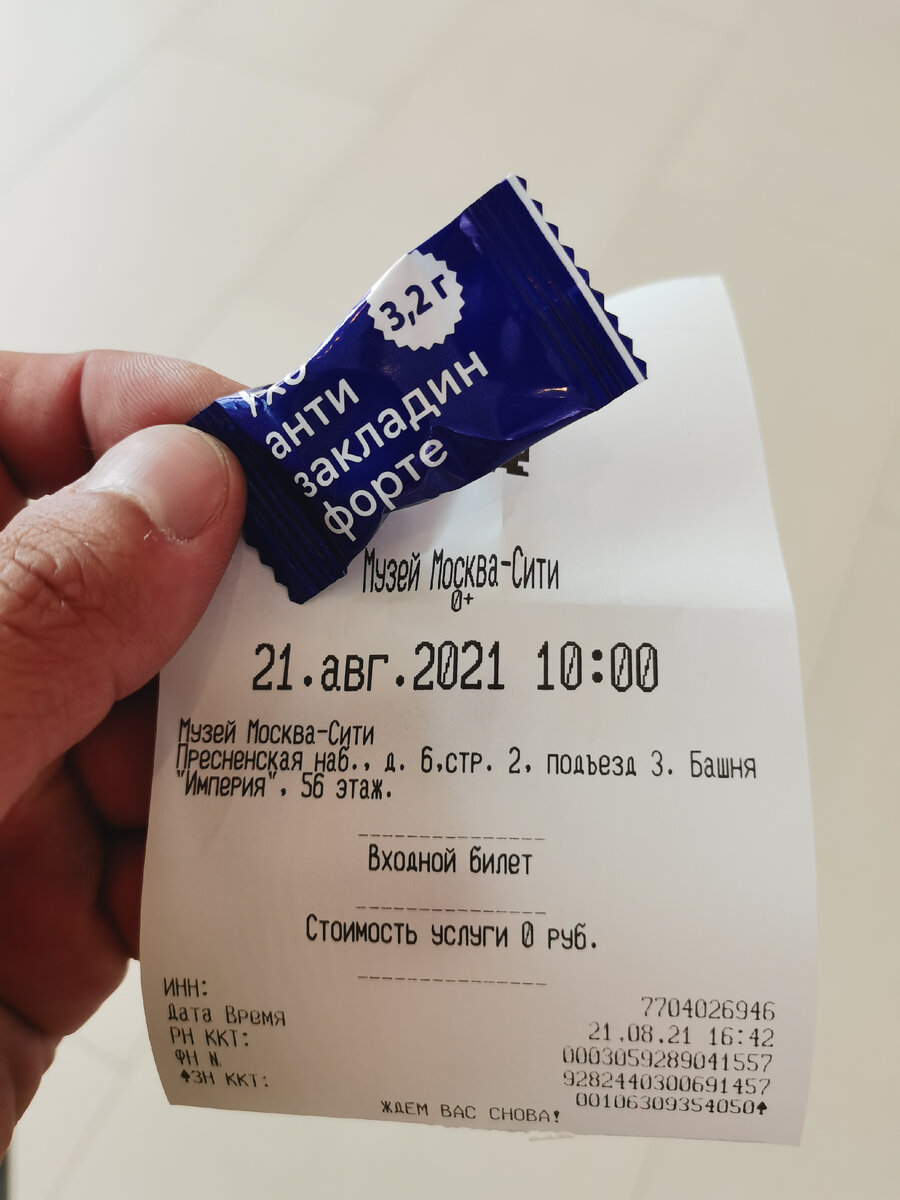 3,2 г
ухо
анти
закладин
форте
Музей Москва-Сити
0+
21.авг.2021 10:00
Музей Москва-Сити
Пресненская наб., д. 6,стр. 2, подъезд 3. Башня
"Империя", 56 этаж.
Входной билет
Стоимость услуги 0 руб.
ИНН: 7704026946
Дата Время 21.08.21 16:42
РН ККТ: 0003059289041557
ФН № 9282440300691457
♠ЗН ККТ: 00106309354050♠
ЖДЕМ ВАС СНОВА!